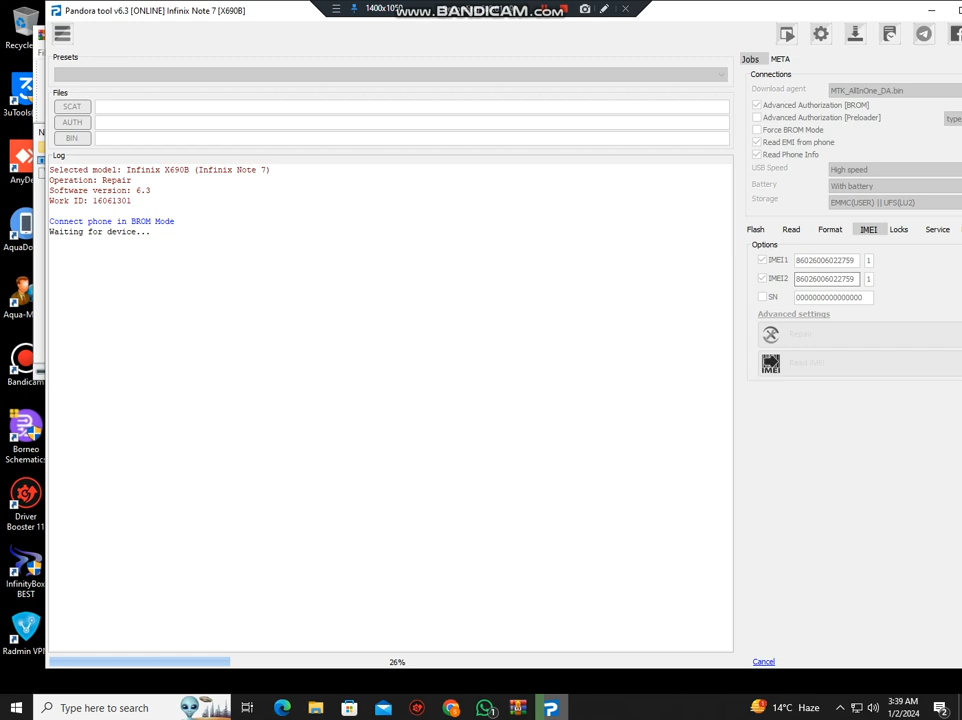 Recycle
Pandora tool v6.3 [ONLINE] Infinix Note 7 [X690B]
1400x1050
www.BANDICAM.com
Presets
Files
SCAT
AUTH
BIN
Log
Selected model: Infinix X690B (Infinix Note 7)
Operation: Repair
Software version: 6.3
Work ID: 16061301
Connect phone in BROM Mode
Waiting for device...
Jobs META
Connections
Download agent MTK_AllInOne_DA.bin
Advanced Authorization [BROM]
Advanced Authorization [Preloader] type
Force BROM Mode
Read EMI from phone
Read Phone Info
USB Speed High speed
Battery With battery
Storage EMMC(USER) || UFS(LU2)
Flash Read Format IMEI Locks Service
Options
IMEI1 86026006022759 1
IMEI2 86026006022759 1
SN 0000000000000000
Advanced settings
Repair
IMEI Read IMEI
3uTools
AnyDe
AquaDo
Aqua-M
Bandicam
Borneo
Schematics
Driver
Booster 11
InfinityBox
BEST
Radmin VPN
26%
Cancel
Type here to search
1
14°C Haze
3:39 AM
1/2/2024
2